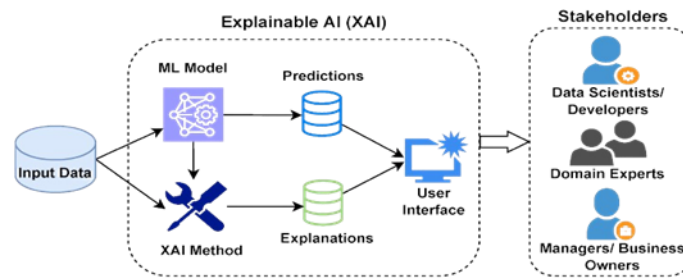 Explainable AI (XAI)
Stakeholders
ML Model
Predictions
Input Data
XAI Method
Explanations
User
Interface
Data Scientists/
Developers
Domain Experts
Managers/ Business
Owners